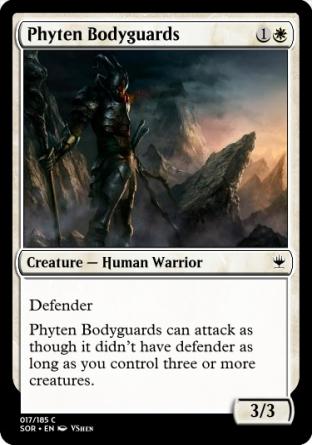 Phyten Bodyguards 1
Creature — Human Warrior
Defender
Phyten Bodyguards can attack as
though it didn't have defender as
long as you control three or more
creatures.
3/3
017/185 C
SOR • EN YSHEN